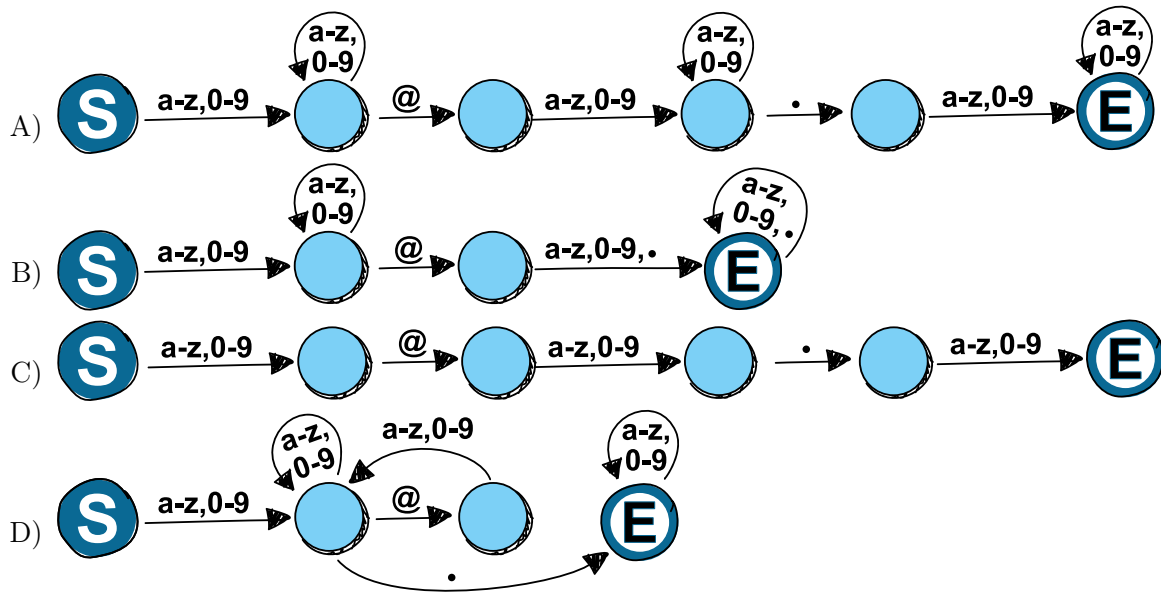 a-z, a-z, a-z,
0-9 0-9 0-9
A) S a-z,0-9 @ a-z,0-9 . a-z,0-9 E
a-z, a-z,
0-9 0-9,.
B) S a-z,0-9 @ a-z,0-9,. E
C) S a-z,0-9 @ a-z,0-9 . a-z,0-9 E
a-z, a-z,0-9 a-z,
0-9 0-9
D) S a-z,0-9 @ E
.